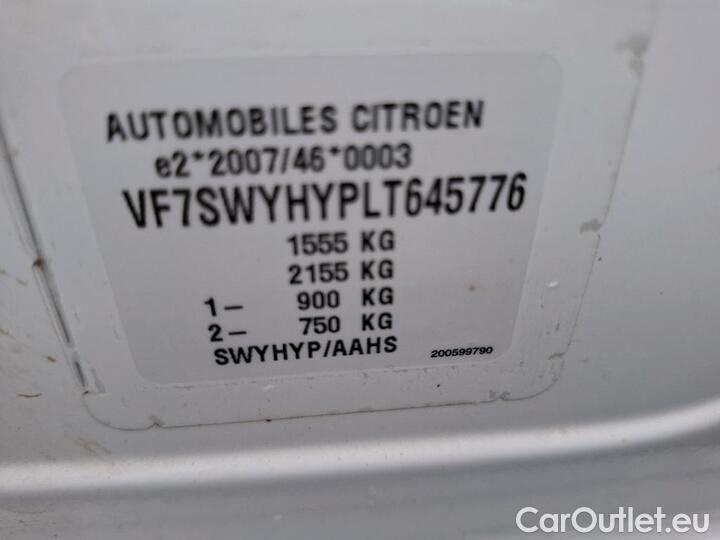 AUTOMOBILES CITROEN
e2*2007/46*0003
VF7SWYHYPLT645776
1555 KG
2155 KG
1– 900 KG
2– 750 KG
SWYHYP/AAHS 200599790
CarOutlet.eu